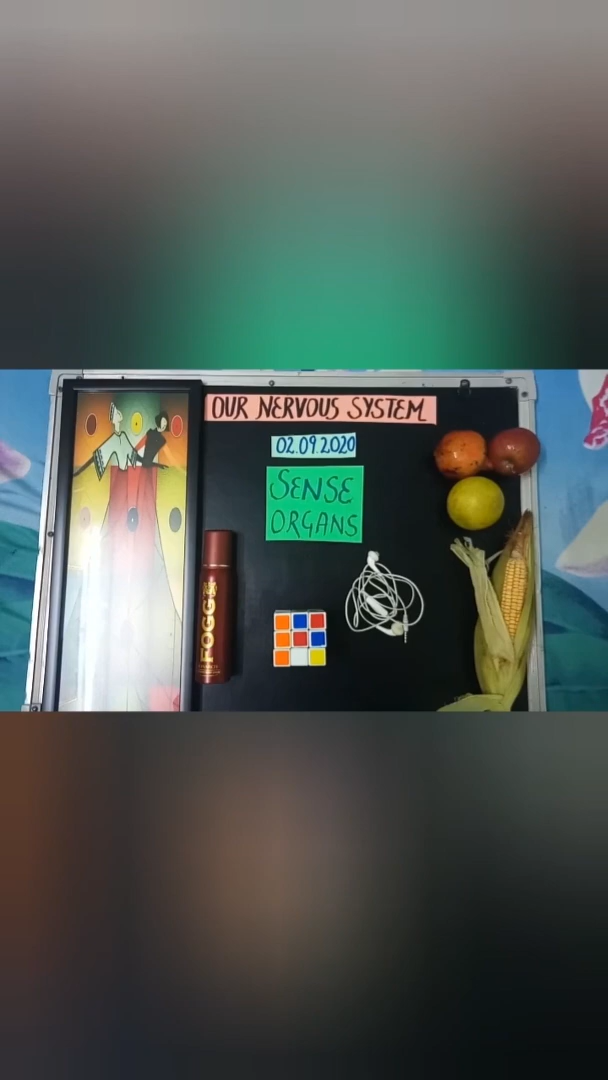 OUR NERVOUS SYSTEM
02.09.2020
SENSE
ORGANS
FOGG